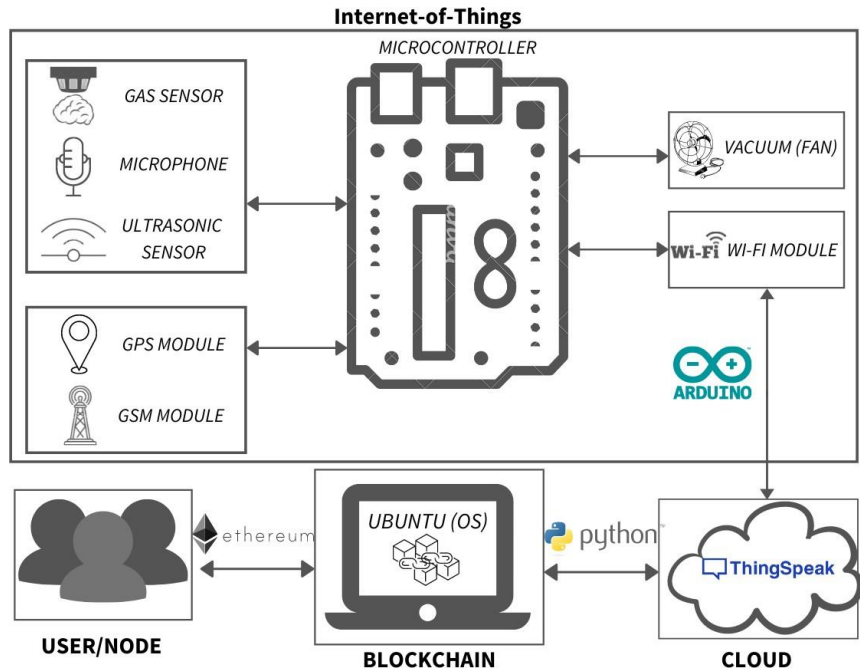 Internet-of-Things
MICROCONTROLLER
GAS SENSOR
MICROPHONE
ULTRASONIC
SENSOR
GPS MODULE
GSM MODULE
VACUUM (FAN)
Wi-Fi WI-FI MODULE
ARDUINO
ethereum
UBUNTU (OS)
python
ThingSpeak
USER/NODE
BLOCKCHAIN
CLOUD